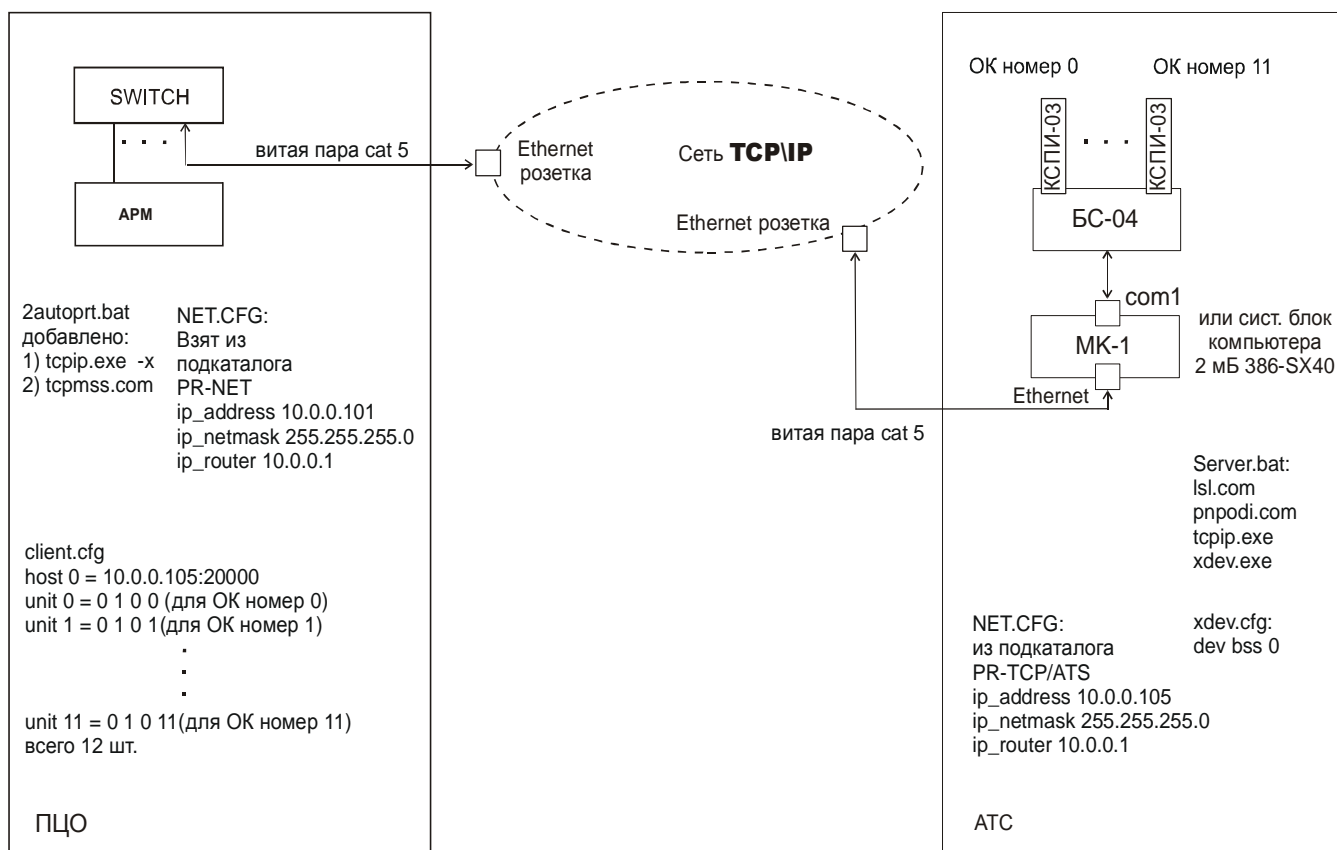 SWITCH
. . .
АРМ
витая пара cat 5
Ethernet
розетка
Сеть TCP\IP
Ethernet розетка
ОК номер 0
ОК номер 11
КСПИ-03
. . .
КСПИ-03
БС-04
com1
МК-1
или сист. блок
компьютера
2 мБ 386-SX40
Ethernet
витая пара cat 5
2autoprt.bat
добавлено:
1) tcpip.exe -x
2) tcpmss.com
NET.CFG:
Взят из
подкаталога
PR-NET
ip_address 10.0.0.101
ip_netmask 255.255.255.0
ip_router 10.0.0.1
client.cfg
host 0 = 10.0.0.105:20000
unit 0 = 0 1 0 0 (для ОК номер 0)
unit 1 = 0 1 0 1(для ОК номер 1)
.
.
.
unit 11 = 0 1 0 11(для ОК номер 11)
всего 12 шт.
ПЦО
Server.bat:
lsl.com
pnpodi.com
tcpip.exe
xdev.exe
xdev.cfg:
dev bss 0
NET.CFG:
из подкаталога
PR-TCP/ATS
ip_address 10.0.0.105
ip_netmask 255.255.255.0
ip_router 10.0.0.1
АТС